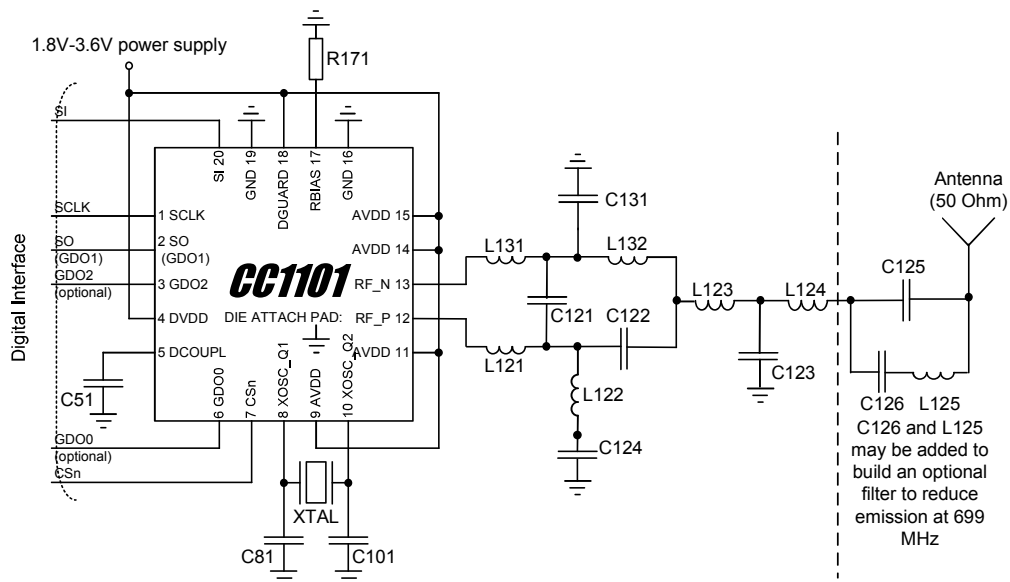 1.8V-3.6V power supply
R171
SI
SI 20
GND 19
DGUARD 18
RBIAS 17
GND 16
Antenna
(50 Ohm)
SCLK
1 SCLK
AVDD 15
C131
SO
(GDO1)
2 SO
(GDO1)
AVDD 14
L131
L132
C125
GDO2
(optional)
3 GDO2
CC1101
RF_N 13
L123
L124
Digital Interface
4 DVDD
DIE ATTACH PAD:
RF_P 12
C121
C122
5 DCOUPL
AVDD 11
L121
C123
C51
6 GDO0
7 CSn
8 XOSC_Q1
9 AVDD
10 XOSC_Q2
L122
C126
L125
GDO0
(optional)
CSn
C124
C126 and L125
may be added to
build an optional
filter to reduce
emission at 699
MHz
XTAL
C81
C101